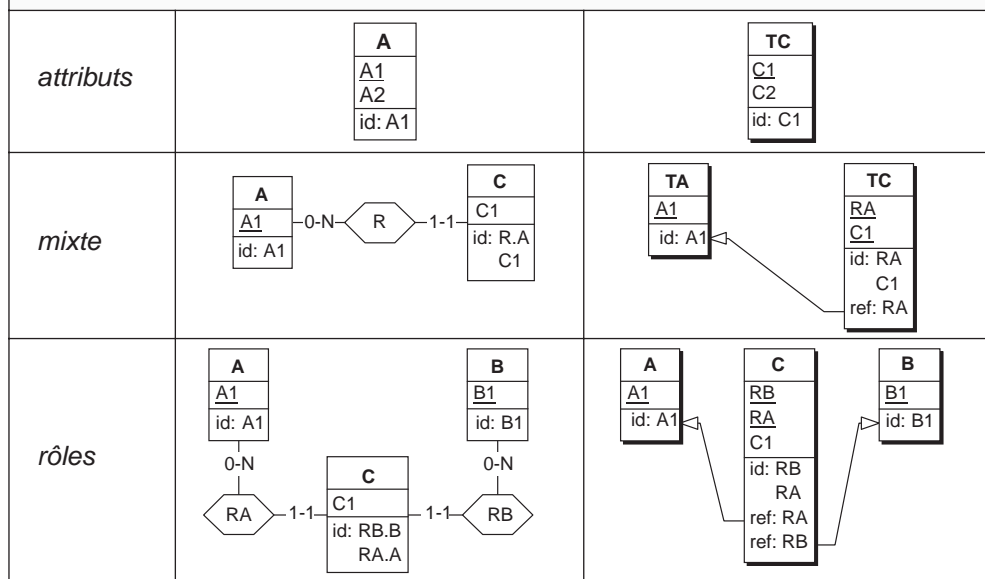 attributs
A
A1
A2
id: A1
TC
C1
C2
id: C1
mixte
A
A1
id: A1
0-N
R
1-1
C
C1
id: R.A
C1
TA
A1
id: A1
TC
RA
C1
id: RA
C1
ref: RA
rôles
A
A1
id: A1
0-N
RA
1-1
C
C1
id: RB.B
RA.A
1-1
RB
0-N
B
B1
id: B1
A
A1
id: A1
C
RB
RA
C1
id: RB
RA
ref: RA
ref: RB
B
B1
id: B1